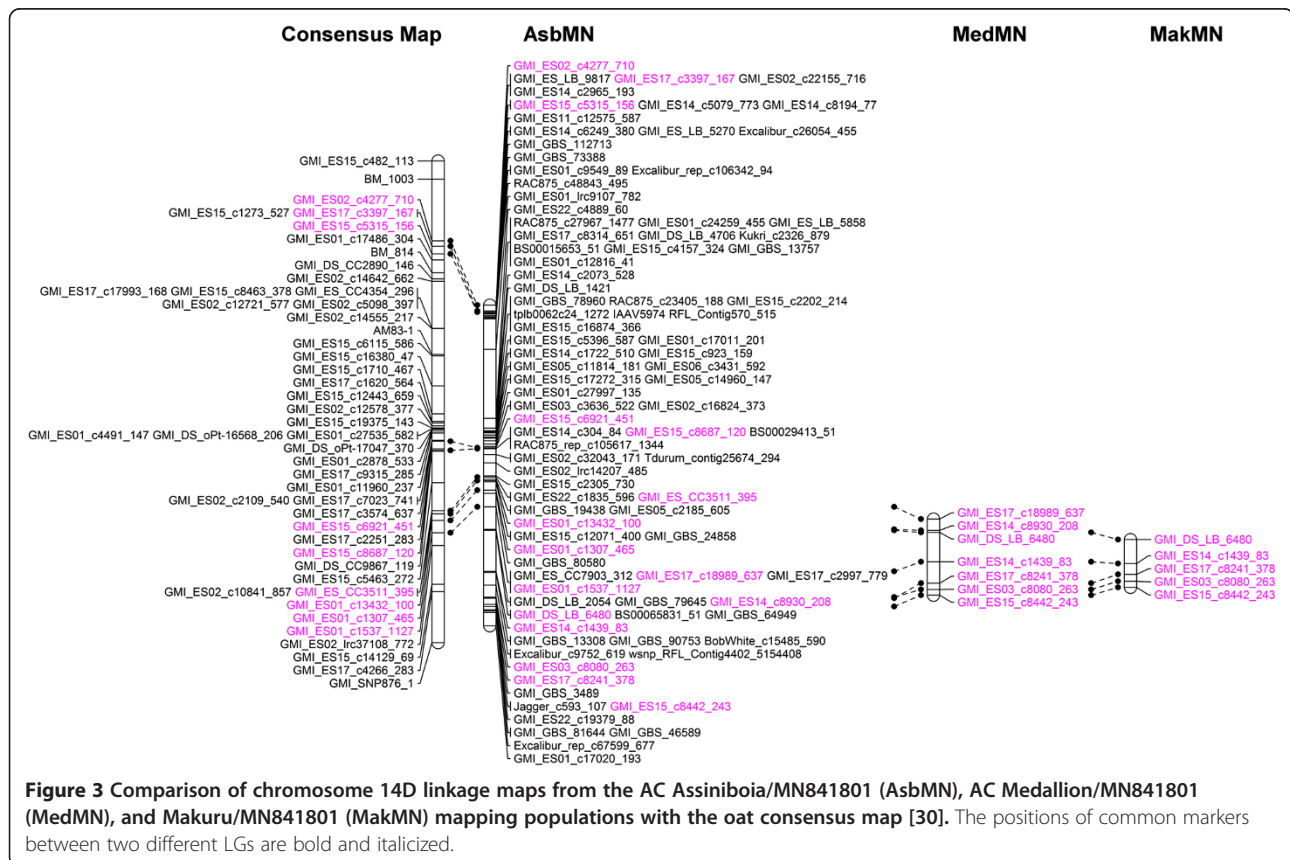 Consensus Map
AsbMN
MedMN
MakMN
GMI_ES15_c482_113
BM_1003
GMI_ES02_c4277_710
GMI_ES15_c1273_527 GMI_ES17_c3397_167
GMI_ES15_c5315_156
GMI_ES01_c17486_304
BM_814
GMI_DS_CC2890_146
GMI_ES02_c14642_662
GMI_ES17_c17993_168 GMI_ES15_c8463_378 GMI_ES_CC4354_296
GMI_ES02_c12721_577 GMI_ES02_c5098_397
GMI_ES02_c14555_217
AM83-1
GMI_ES15_c6115_586
GMI_ES15_c16380_47
GMI_ES15_c1710_467
GMI_ES17_c1620_564
GMI_ES15_c12443_659
GMI_ES02_c12578_377
GMI_ES15_c19375_143
GMI_ES01_c4491_147 GMI_DS_oPt-16568_206 GMI_ES01_c27535_582
GMI_DS_oPt-17047_370
GMI_ES01_c2878_533
GMI_ES17_c9315_285
GMI_ES01_c11960_237
GMI_ES02_c2109_540 GMI_ES17_c7023_741
GMI_ES17_c3574_637
GMI_ES15_c6921_451
GMI_ES17_c2251_283
GMI_ES15_c8687_120
GMI_DS_CC9867_119
GMI_ES15_c5463_272
GMI_ES02_c10841_857 GMI_ES_CC3511_395
GMI_ES01_c13432_100
GMI_ES01_c1307_465
GMI_ES01_c1537_1127
GMI_ES02_lrc37108_772
GMI_ES15_c14129_69
GMI_ES17_c4266_283
GMI_SNP876_1
GMI_ES02_c4277_710
GMI_ES_LB_9817 GMI_ES17_c3397_167 GMI_ES02_c22155_716
GMI_ES14_c2965_193
GMI_ES15_c5315_156 GMI_ES14_c5079_773 GMI_ES14_c8194_77
GMI_ES11_c12575_587
GMI_ES14_c6249_380 GMI_ES_LB_5270 Excalibur_c26054_455
GMI_GBS_112713
GMI_GBS_73388
GMI_ES01_c9549_89 Excalibur_rep_c106342_94
RAC875_c48843_495
GMI_ES01_lrc9107_782
GMI_ES22_c4889_60
RAC875_c27967_1477 GMI_ES01_c24259_455 GMI_ES_LB_5858
GMI_ES17_c8314_651 GMI_DS_LB_4706 Kukri_c2326_879
BS00015653_51 GMI_ES15_c4157_324 GMI_GBS_13757
GMI_ES01_c12816_41
GMI_ES14_c2073_528
GMI_DS_LB_1421
GMI_GBS_78960 RAC875_c23405_188 GMI_ES15_c2202_214
tplb0062c24_1272 IAAV5974 RFL_Contig570_515
GMI_ES15_c16874_366
GMI_ES15_c5396_587 GMI_ES01_c17011_201
GMI_ES14_c1722_510 GMI_ES15_c923_159
GMI_ES05_c11814_181 GMI_ES06_c3431_592
GMI_ES15_c17272_315 GMI_ES05_c14960_147
GMI_ES01_c27997_135
GMI_ES03_c3636_522 GMI_ES02_c16824_373
GMI_ES15_c6921_451
GMI_ES14_c304_84 GMI_ES15_c8687_120 BS00029413_51
RAC875_rep_c105617_1344
GMI_ES02_c32043_171 Tdurum_contig25674_294
GMI_ES02_lrc14207_485
GMI_ES15_c2305_730
GMI_ES22_c1835_596 GMI_ES_CC3511_395
GMI_GBS_19438 GMI_ES05_c2185_605
GMI_ES01_c13432_100
GMI_ES15_c12071_400 GMI_GBS_24858
GMI_ES01_c1307_465
GMI_GBS_80580
GMI_ES_CC7903_312 GMI_ES17_c18989_637 GMI_ES17_c2997_779
GMI_ES01_c1537_1127
GMI_DS_LB_2054 GMI_GBS_79645 GMI_ES14_c8930_208
GMI_DS_LB_6480 BS00065831_51 GMI_GBS_64949
GMI_ES14_c1439_83
GMI_GBS_13308 GMI_GBS_90753 BobWhite_c15485_590
Excalibur_c9752_619 wsnp_RFL_Contig4402_5154408
GMI_ES03_c8080_263
GMI_ES17_c8241_378
GMI_GBS_3489
Jagger_c593_107 GMI_ES15_c8442_243
GMI_ES22_c19379_88
GMI_GBS_81644 GMI_GBS_46589
Excalibur_rep_c67599_677
GMI_ES01_c17020_193
GMI_ES17_c18989_637
GMI_ES14_c8930_208
GMI_DS_LB_6480
GMI_ES14_c1439_83
GMI_ES17_c8241_378
GMI_ES03_c8080_263
GMI_ES15_c8442_243
GMI_DS_LB_6480
GMI_ES14_c1439_83
GMI_ES17_c8241_378
GMI_ES03_c8080_263
GMI_ES15_c8442_243
Figure 3 Comparison of chromosome 14D linkage maps from the AC Assiniboia/MN841801 (AsbMN), AC Medallion/MN841801
(MedMN), and Makuru/MN841801 (MakMN) mapping populations with the oat consensus map [30]. The positions of common markers
between two different LGs are bold and italicized.